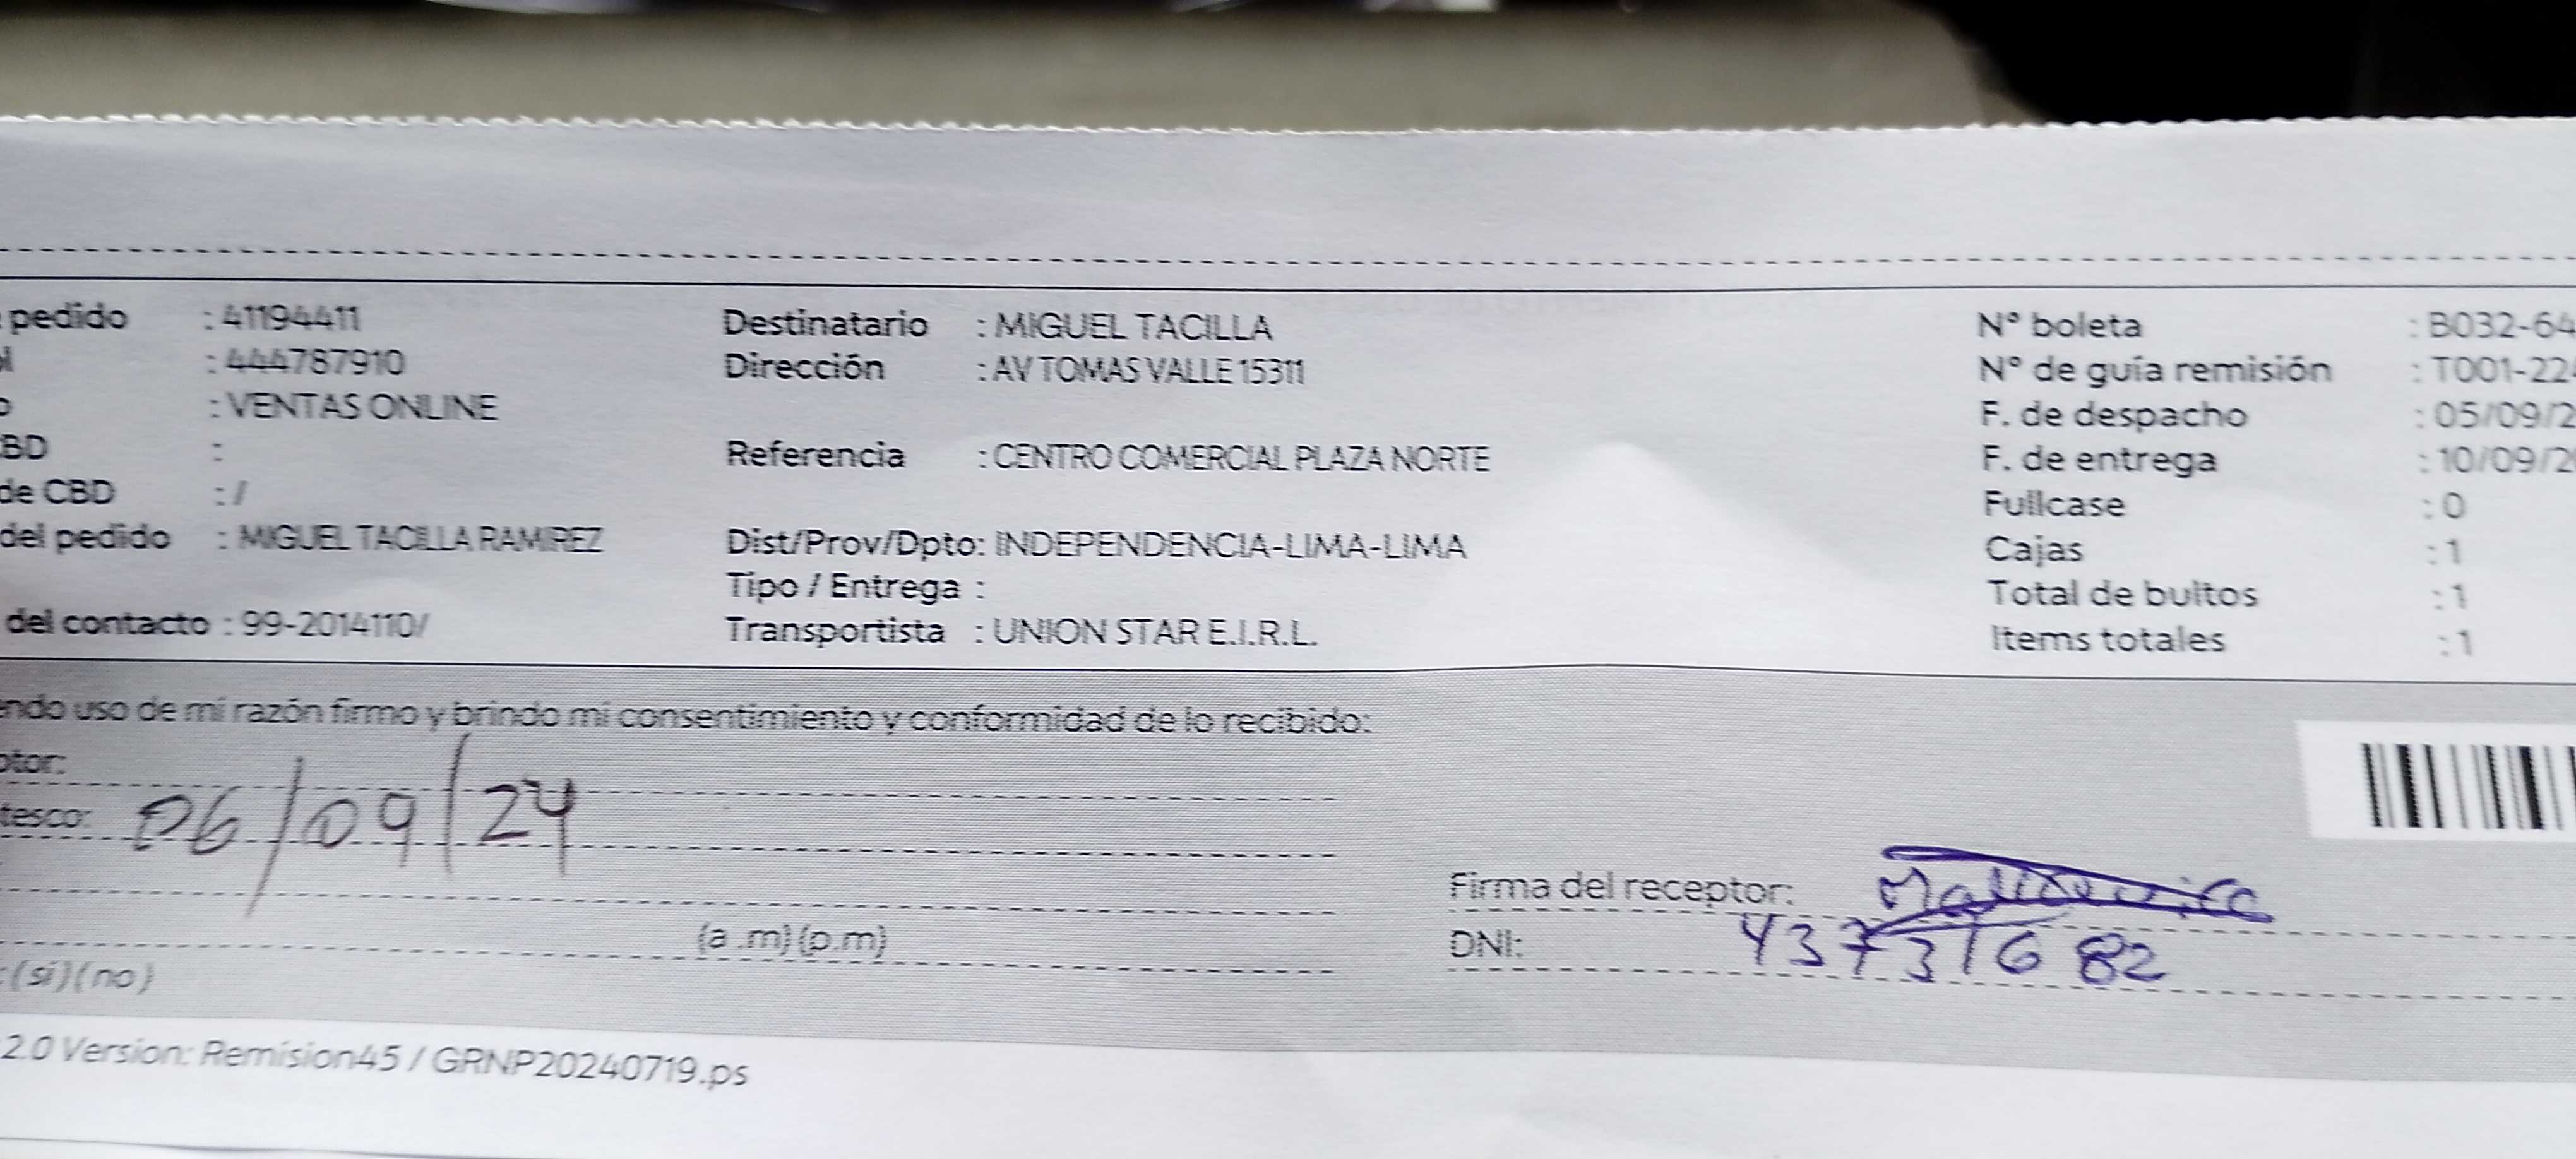 pedido : 41194411
: 444787910
: VENTAS ONLINE
BD :
de CBD : /
del pedido : MIGUEL TACILLA RAMIREZ
del contacto : 99-2014110/
Destinatario : MIGUEL TACILLA
Dirección : AV TOMAS VALLE 15311
Referencia : CENTRO COMERCIAL PLAZA NORTE
Dist/Prov/Dpto: INDEPENDENCIA-LIMA-LIMA
Tipo / Entrega :
Transportista : UNION STAR E.I.R.L.
Nº boleta : B032-64
Nº de guía remisión : T001-224
F. de despacho : 05/09/2
F. de entrega : 10/09/2
Fullcase : 0
Cajas : 1
Total de bultos : 1
Items totales : 1
ndo uso de mi razón firmo y brindo mi consentimiento y conformidad de lo recibido:
ptor:
tesco: 06/09/24
(a .m) (p.m)
: (si) (no)
Firma del receptor:
DNI: 43731682
2.0 Version: Remision45 / GRNP20240719.ps